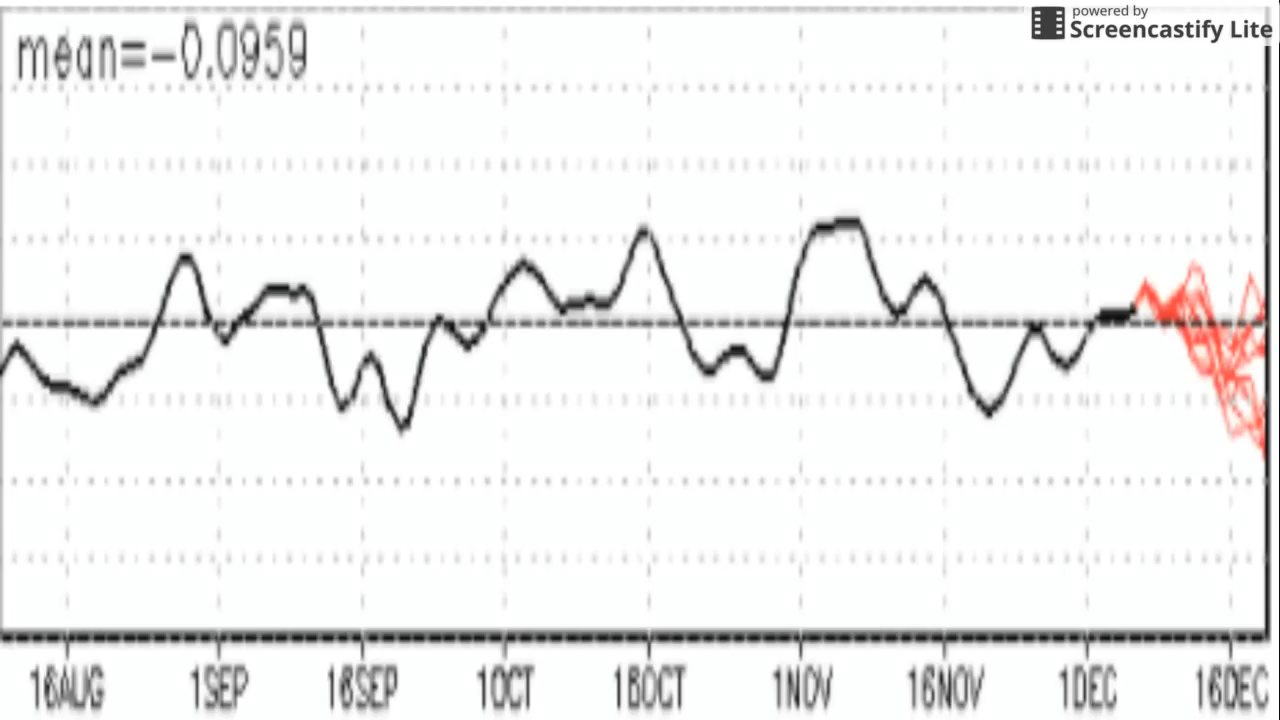 powered by
Screencastify Lite
mean=-0.0959
16AUG 1SEP 16SEP 1OCT 16OCT 1NOV 16NOV 1DEC 16DEC